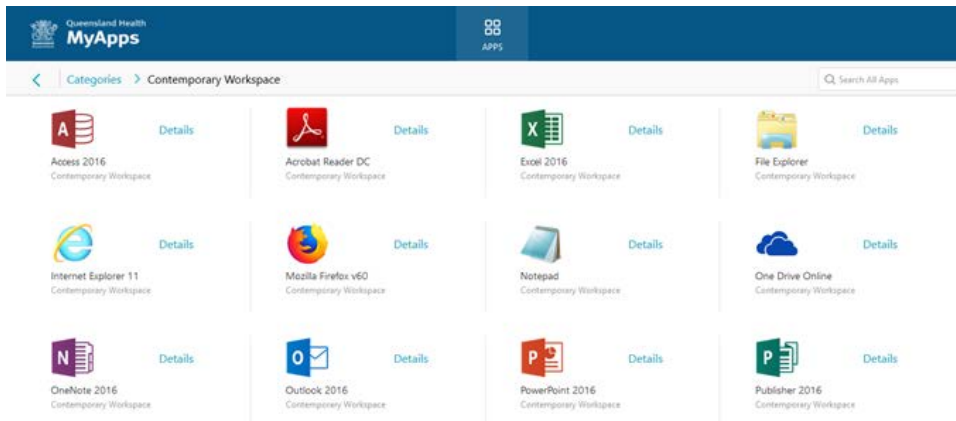 Queensland Health
MyApps
APPS
Categories > Contemporary Workspace
Search All Apps
Details
Details
Details
Details
Access 2016
Acrobat Reader DC
Excel 2016
File Explorer
Contemporary Workspace
Contemporary Workspace
Contemporary Workspace
Contemporary Workspace
Details
Details
Details
Details
Internet Explorer 11
Mozilla Firefox v60
Notepad
One Drive Online
Contemporary Workspace
Contemporary Workspace
Contemporary Workspace
Contemporary Workspace
Details
Details
Details
Details
OneNote 2016
Outlook 2016
PowerPoint 2016
Publisher 2016
Contemporary Workspace
Contemporary Workspace
Contemporary Workspace
Contemporary Workspace